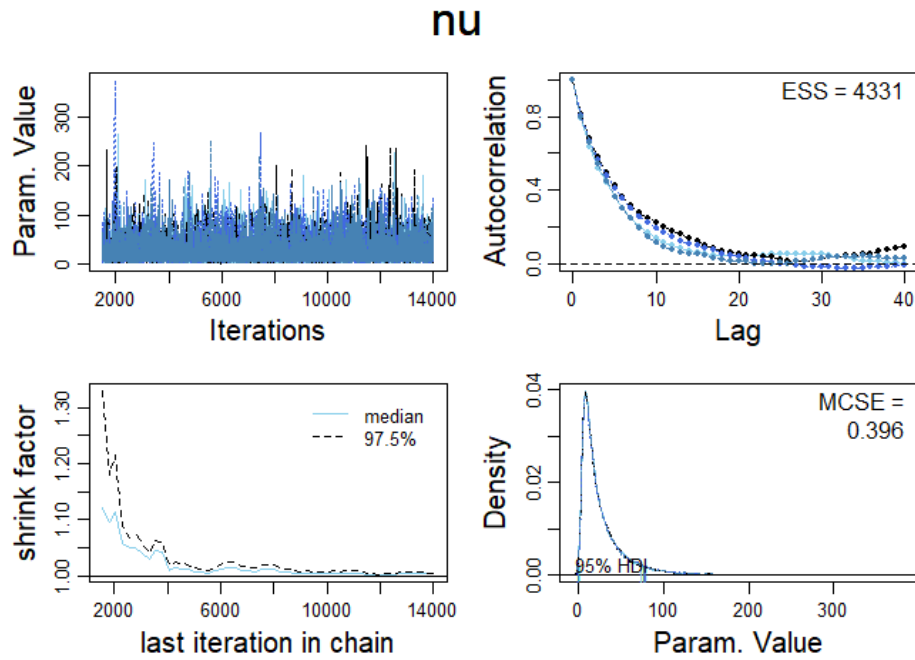 nu
Param. Value
0 100 200 300
2000 6000 10000 14000
Iterations
Autocorrelation
0.0 0.4 0.8
ESS = 4331
0 10 20 30 40
Lag
shrink factor
1.00 1.10 1.20 1.30
median
97.5%
2000 6000 10000 14000
last iteration in chain
Density
0.00 0.02 0.04
MCSE =
0.396
95% HDI
0 100 200 300
Param. Value